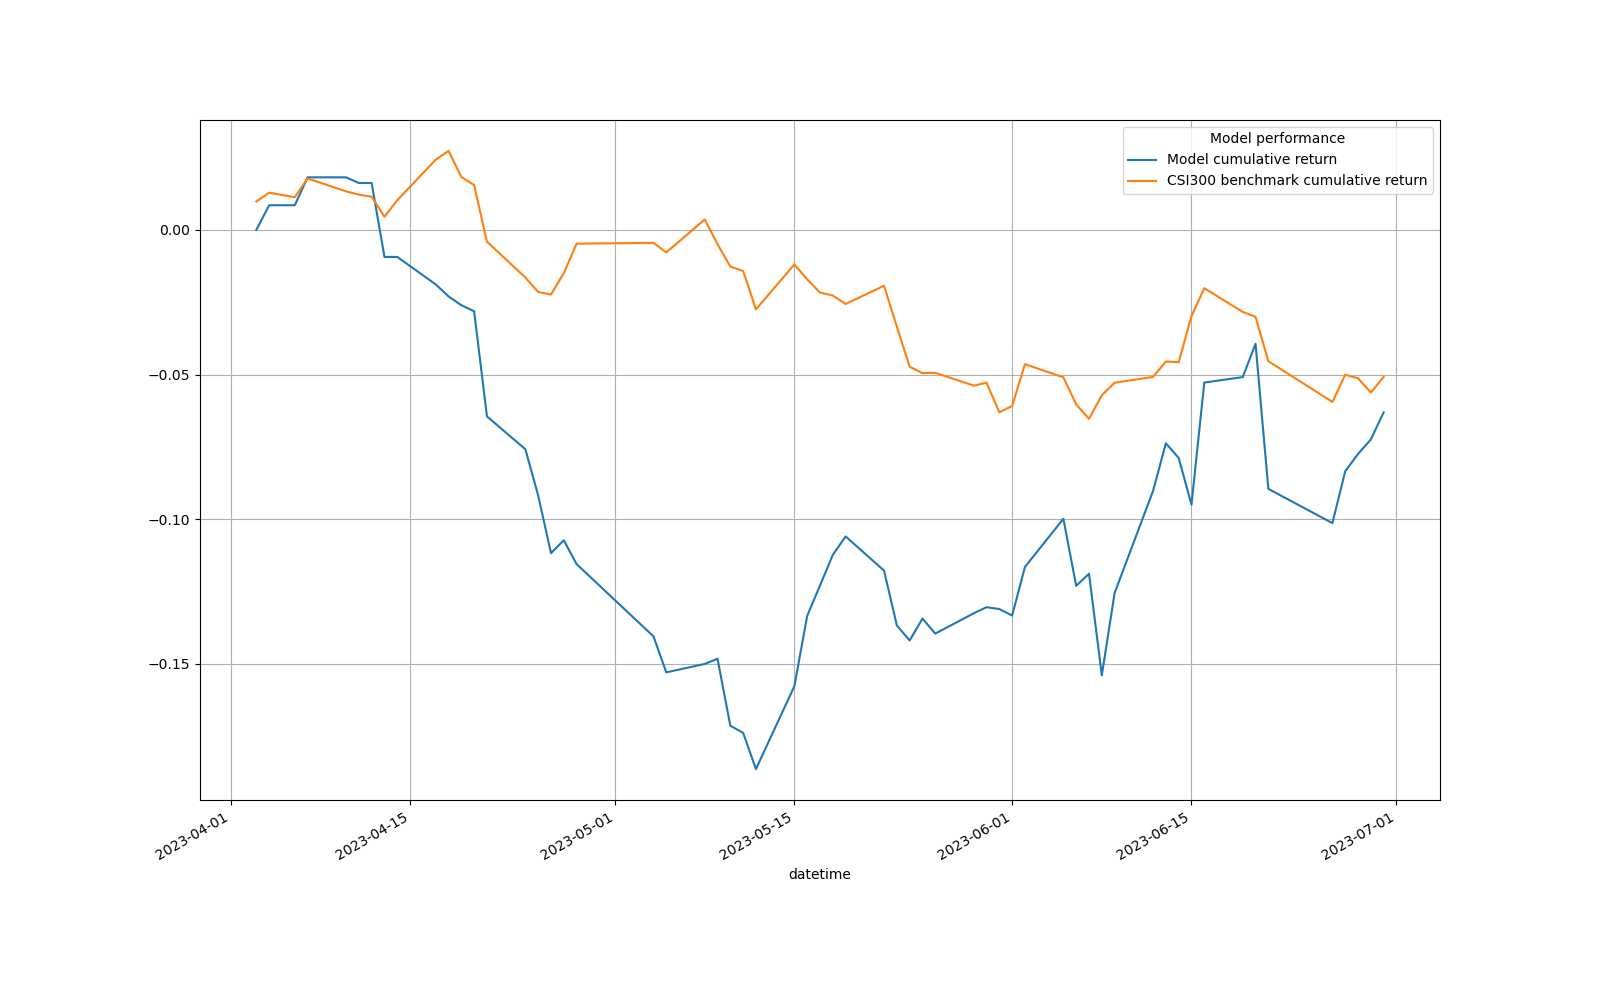 Model performance
Model cumulative return
CSI300 benchmark cumulative return
0.00
−0.05
−0.10
−0.15
2023-04-01
2023-04-15
2023-05-01
2023-05-15
2023-06-01
2023-06-15
2023-07-01
datetime